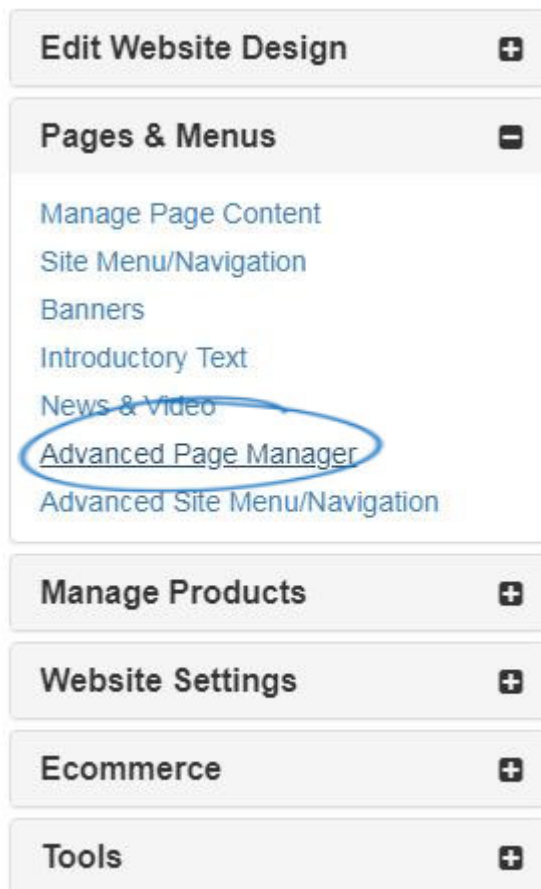 Edit Website Design
Pages & Menus
Manage Page Content
Site Menu/Navigation
Banners
Introductory Text
News & Video
Advanced Page Manager
Advanced Site Menu/Navigation
Manage Products
Website Settings
Ecommerce
Tools